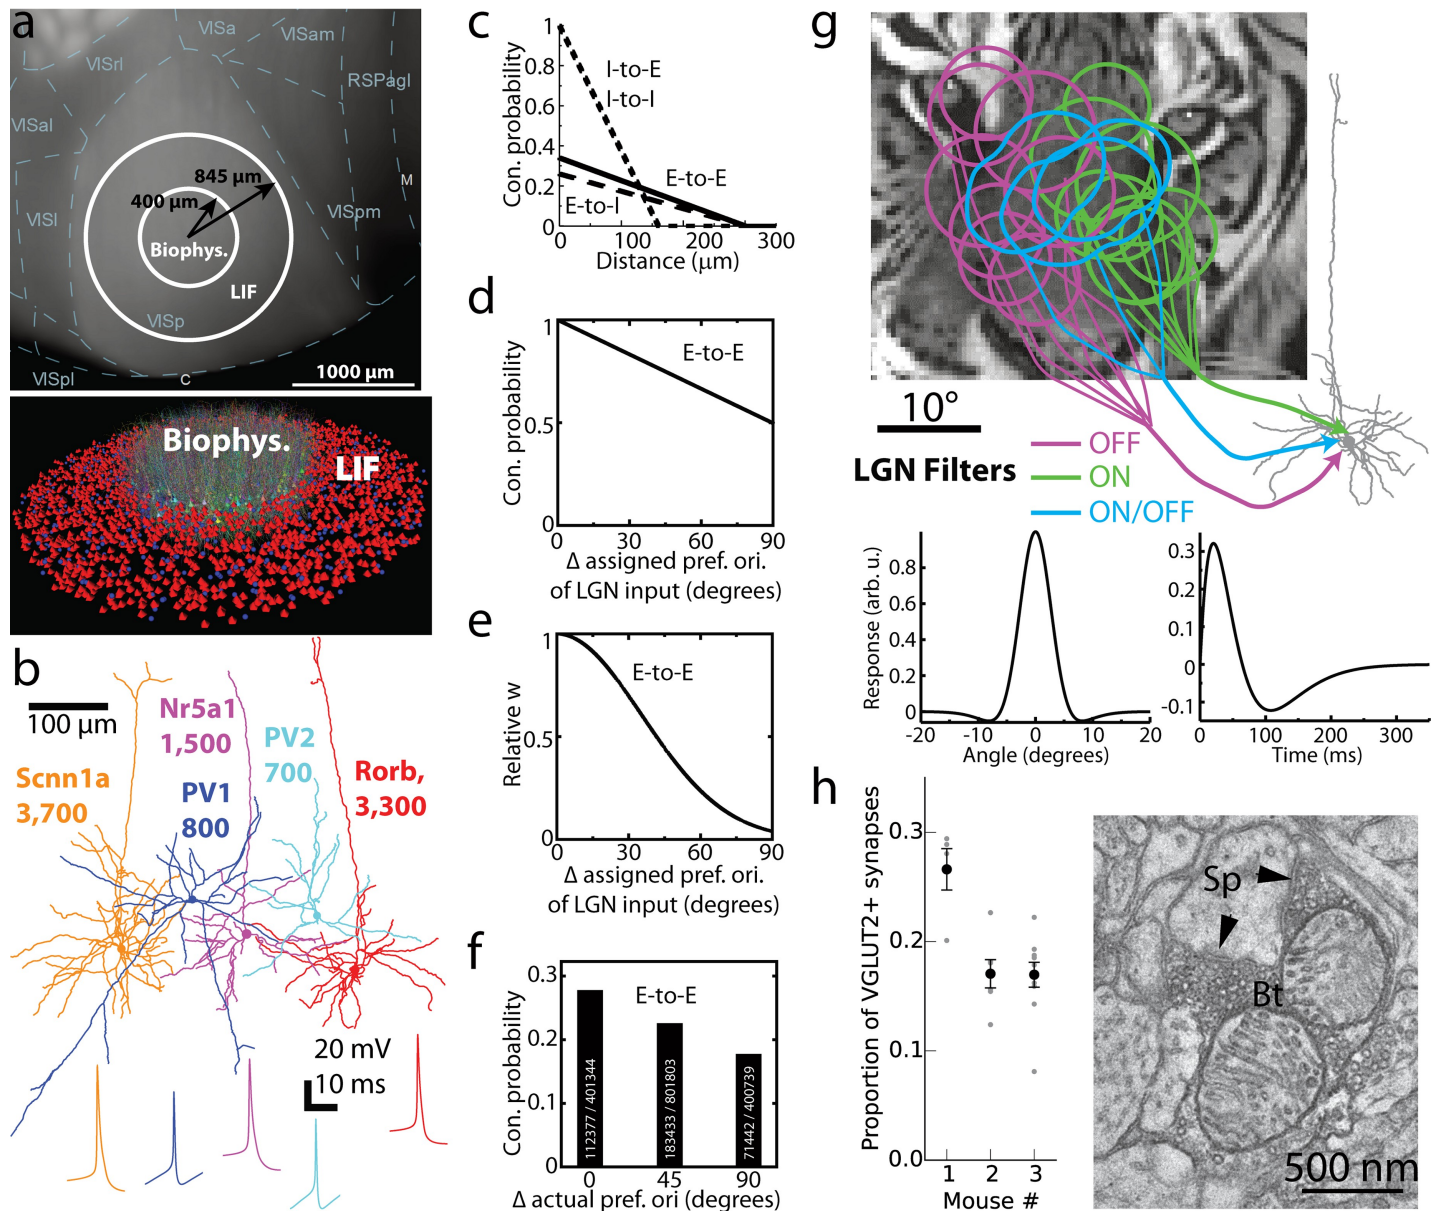 a
VISa
VISam
VISrl
RSPagl
VISal
845 µm
400 µm
M
VISl
VISpm
Biophys.
LIF
VISp
VISpl
C
1000 µm
Biophys.
LIF
b
100 µm
Nr5a1
1,500
PV2
700
Scnn1a
3,700
PV1
800
Rorb,
3,300
20 mV
10 ms
c
Con. probability
1
0.8
0.6
0.4
0.2
0
I-to-E
I-to-I
E-to-E
E-to-I
0
100
200
300
Distance (µm)
d
Con. probability
1
0.5
0
E-to-E
0
30
60
90
Δ assigned pref. ori.
of LGN input (degrees)
e
Relative w
1
0.5
0
E-to-E
0
30
60
90
Δ assigned pref. ori.
of LGN input (degrees)
f
Con. probability
0.3
0.2
0.1
0
E-to-E
112377 / 401344
183433 / 801803
71442 / 400739
0
45
90
Δ actual pref. ori (degrees)
g
10°
LGN Filters
OFF
ON
ON/OFF
Response (arb. u.)
0.8
0.6
0.4
0.2
0
-20
-10
0
10
20
Angle (degrees)
0.3
0.2
0.1
0
-0.1
0
100
200
300
Time (ms)
h
Proportion of VGLUT2+ synapses
0.3
0.2
0.1
0.0
1
2
3
Mouse #
Sp
Bt
500 nm